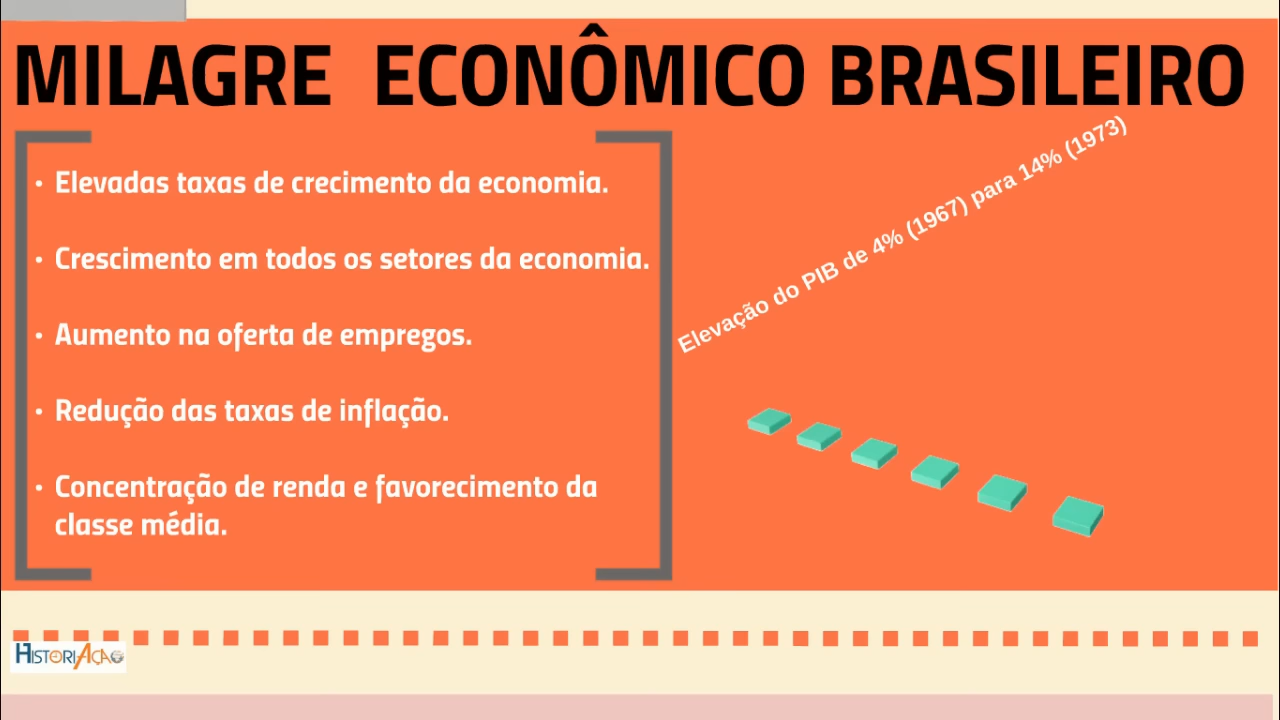 MILAGRE ECONÔMICO BRASILEIRO
• Elevadas taxas de crecimento da economia.
• Crescimento em todos os setores da economia.
• Aumento na oferta de empregos.
• Redução das taxas de inflação.
• Concentração de renda e favorecimento da
classe média.
Elevação do PIB de 4% (1967) para 14% (1973)
HISTORIAÇÃO